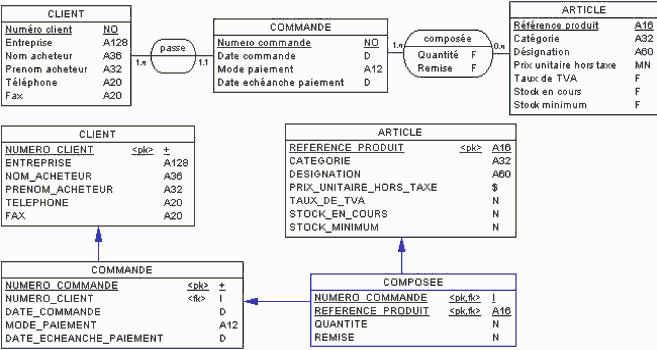 CLIENT
Numéro client NO
Entreprise A128
Nom acheteur A36
Prenom acheteur A32
Téléphone A20
Fax A20
1.n
passe
1.1
COMMANDE
Numero commande NO
Date commande D
Mode paiement A12
Date echéanche paiement D
1.n
composée
Quantité F
Remise F
0.n
ARTICLE
Référence produit A16
Catégorie A32
Désignation A60
Prix unitaire hors taxe MN
Taux de TVA F
Stock en cours F
Stock minimum F
CLIENT
NUMERO_CLIENT <pk> +
ENTREPRISE A128
NOM_ACHETEUR A36
PRENOM_ACHETEUR A32
TELEPHONE A20
FAX A20
ARTICLE
REFERENCE_PRODUIT <pk> A16
CATEGORIE A32
DESIGNATION A60
PRIX_UNITAIRE_HORS_TAXE $
TAUX_DE_TVA N
STOCK_EN_COURS N
STOCK_MINIMUM N
COMMANDE
NUMERO_COMMANDE <pk> +
NUMERO_CLIENT <fk> I
DATE_COMMANDE D
MODE_PAIEMENT A12
DATE_ECHEANCHE_PAIEMENT D
COMPOSEE
NUMERO_COMMANDE <pk,fk> I
REFERENCE_PRODUIT <pk,fk> A16
QUANTITE N
REMISE N